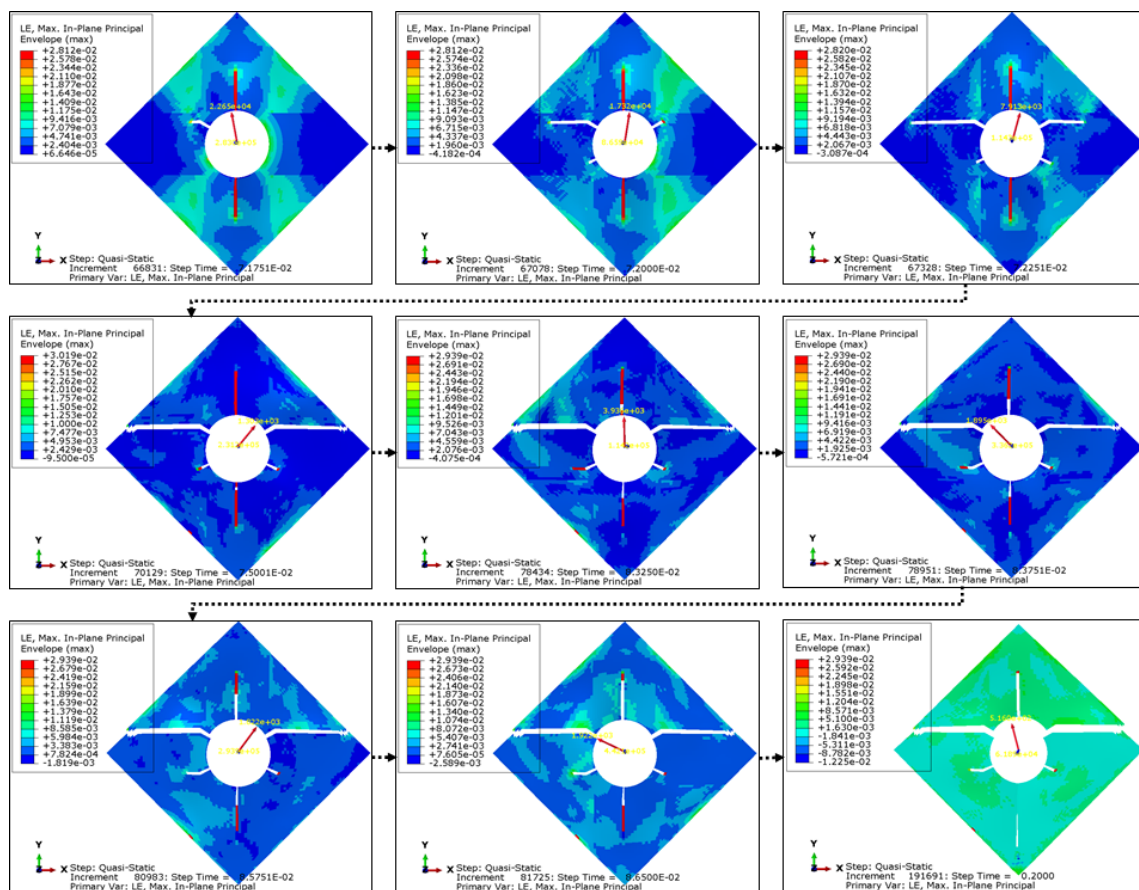 LE, Max. In-Plane Principal
Envelope (max)
+2.812e-02
+2.578e-02
+2.344e-02
+2.110e-02
+1.877e-02
+1.643e-02
+1.409e-02
+1.175e-02
+9.416e-03
+7.079e-03
+4.741e-03
+2.404e-03
+6.646e-05
2.265e+04
Y
X
Step: Quasi-Static
Increment 66831: Step Time = 7.1751E-02
Primary Var: LE, Max. In-Plane Principal
LE, Max. In-Plane Principal
Envelope (max)
+2.812e-02
+2.574e-02
+2.336e-02
+2.098e-02
+1.860e-02
+1.623e-02
+1.385e-02
+1.147e-02
+9.093e-03
+6.715e-03
+4.337e-03
+1.960e-03
-4.182e-04
1.732e+04
Y
X
Step: Quasi-Static
Increment 67078: Step Time = 7.2000E-02
Primary Var: LE, Max. In-Plane Principal
LE, Max. In-Plane Principal
Envelope (max)
+2.820e-02
+2.582e-02
+2.345e-02
+2.107e-02
+1.870e-02
+1.632e-02
+1.394e-02
+1.157e-02
+9.194e-03
+6.818e-03
+4.443e-03
+2.067e-03
-3.087e-04
7.913e+03
Y
X
Step: Quasi-Static
Increment 67328: Step Time = .2251E-02
Primary Var: LE, Max. In-Plane Principal
LE, Max. In-Plane Principal
Envelope (max)
+3.019e-02
+2.767e-02
+2.515e-02
+2.262e-02
+2.010e-02
+1.757e-02
+1.505e-02
+1.253e-02
+1.000e-02
+7.477e-03
+4.953e-03
+2.429e-03
-9.500e-05
Y
X
Step: Quasi-Static
Increment 70129: Step Time = 7.5001E-02
Primary Var: LE, Max. In-Plane Principal
LE, Max. In-Plane Principal
Envelope (max)
+2.939e-02
+2.691e-02
+2.443e-02
+2.194e-02
+1.946e-02
+1.698e-02
+1.449e-02
+1.201e-02
+9.526e-03
+7.043e-03
+4.559e-03
+2.076e-03
-4.075e-04
Y
X
Step: Quasi-Static
Increment 78434: Step Time = 8.3250E-02
Primary Var: LE, Max. In-Plane Principal
LE, Max. In-Plane Principal
Envelope (max)
+2.939e-02
+2.690e-02
+2.440e-02
+2.190e-02
+1.941e-02
+1.691e-02
+1.441e-02
+1.191e-02
+9.416e-03
+6.919e-03
+4.422e-03
+1.925e-03
-5.721e-04
Y
X
Step: Quasi-Static
Increment 78951: Step Time = 8.3751E-02
Primary Var: LE, Max. In-Plane Principal
LE, Max. In-Plane Principal
Envelope (max)
+2.939e-02
+2.679e-02
+2.419e-02
+2.159e-02
+1.899e-02
+1.639e-02
+1.379e-02
+1.119e-02
+8.585e-03
+5.984e-03
+3.383e-03
+7.824e-04
-1.819e-03
Y
X
Step: Quasi-Static
Increment 80983: Step Time = 8.5751E-02
Primary Var: LE, Max. In-Plane Principal
LE, Max. In-Plane Principal
Envelope (max)
+2.939e-02
+2.673e-02
+2.406e-02
+2.140e-02
+1.873e-02
+1.607e-02
+1.340e-02
+1.074e-02
+8.072e-03
+5.407e-03
+2.741e-03
+7.605e-05
-2.589e-03
Y
X
Step: Quasi-Static
Increment 81725: Step Time = 8.6500E-02
Primary Var: LE, Max. In-Plane Principal
LE, Max. In-Plane Principal
Envelope (max)
+2.939e-02
+2.592e-02
+2.245e-02
+1.898e-02
+1.551e-02
+1.204e-02
+8.571e-03
+5.100e-03
+1.630e-03
-1.841e-03
-5.311e-03
-8.782e-03
-1.225e-02
Y
X
Step: Quasi-Static
Increment 191691: Step Time = 0.2000
Primary Var: LE, Max. In-Plane Principal